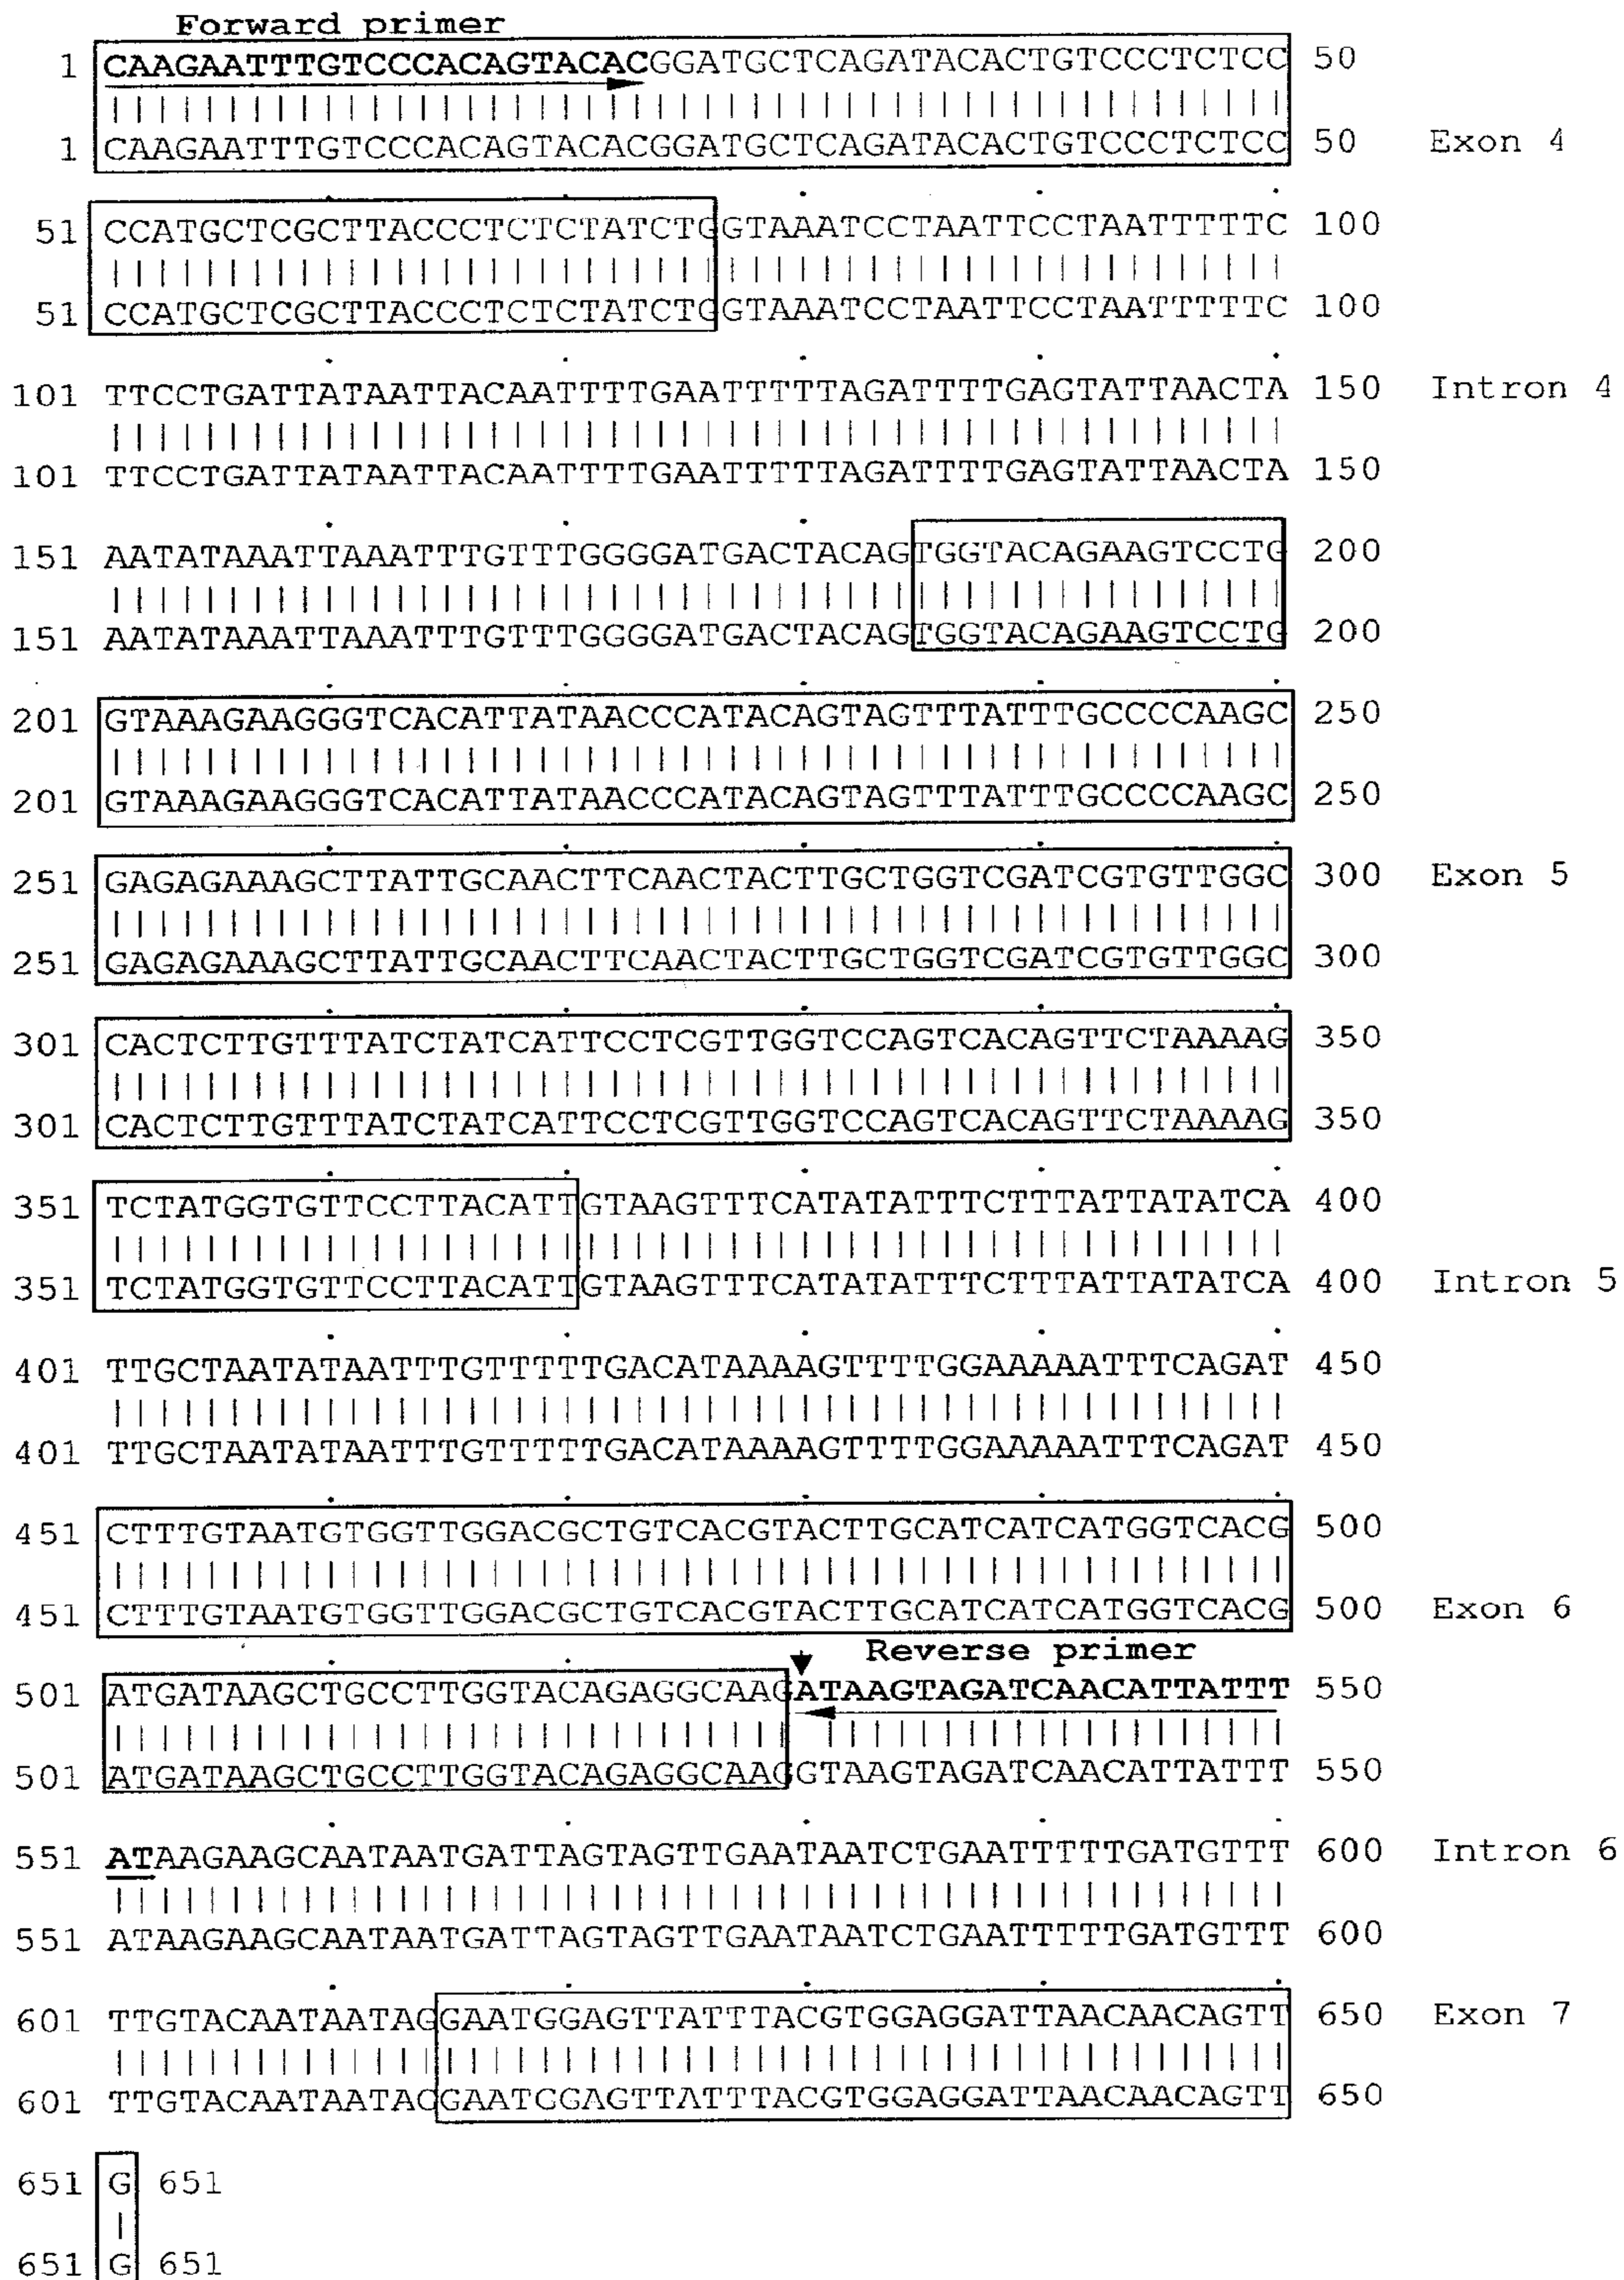 Forward primer
1 CAAGAATTTGTCCCACAGTACACGGATGCTCAGATACACTGTCCCTCTCC 50
1 CAAGAATTTGTCCCACAGTACACGGATGCTCAGATACACTGTCCCTCTCC 50 Exon 4
51 CCATGCTCGCTTACCCTCTCTATCTGGTAAATCCTAATTCCTAATTTTTC 100
51 CCATGCTCGCTTACCCTCTCTATCTGGTAAATCCTAATTCCTAATTTTTC 100
101 TTCCTGATTATAATTACAATTTTGAATTTTTAGATTTTGAGTATTAACTA 150 Intron 4
101 TTCCTGATTATAATTACAATTTTGAATTTTTAGATTTTGAGTATTAACTA 150
151 AATATAAATTAAATTTGTTTGGGGATGACTACAGTGGTACAGAAGTCCTG 200
151 AATATAAATTAAATTTGTTTGGGGATGACTACAGTGGTACAGAAGTCCTG 200
201 GTAAAGAAGGGTCACATTATAACCCATACAGTAGTTTATTTGCCCCAAGC 250
201 GTAAAGAAGGGTCACATTATAACCCATACAGTAGTTTATTTGCCCCAAGC 250
251 GAGAGAAAGCTTATTGCAACTTCAACTACTTGCTGGTCGATCGTGTTGGC 300 Exon 5
251 GAGAGAAAGCTTATTGCAACTTCAACTACTTGCTGGTCGATCGTGTTGGC 300
301 CACTCTTGTTTATCTATCATTCCTCGTTGGTCCAGTCACAGTTCTAAAAG 350
301 CACTCTTGTTTATCTATCATTCCTCGTTGGTCCAGTCACAGTTCTAAAAG 350
351 TCTATGGTGTTCCTTACATTGTAAGTTTCATATATTTCTTTATTATATCA 400
351 TCTATGGTGTTCCTTACATTGTAAGTTTCATATATTTCTTTATTATATCA 400 Intron 5
401 TTGCTAATATAATTTGTTTTTGACATAAAAGTTTTGGAAAAATTTCAGAT 450
401 TTGCTAATATAATTTGTTTTTGACATAAAAGTTTTGGAAAAATTTCAGAT 450
451 CTTTGTAATGTGGTTGGACGCTGTCACGTACTTGCATCATCATGGTCACG 500
451 CTTTGTAATGTGGTTGGACGCTGTCACGTACTTGCATCATCATGGTCACG 500 Exon 6
Reverse primer
501 ATGATAAGCTGCCTTGGTACAGAGGCAAGATAAGTAGATCAACATTATTT 550
501 ATGATAAGCTGCCTTGGTACAGAGGCAAGGTAAGTAGATCAACATTATTT 550
551 ATAAGAAGCAATAATGATTAGTAGTTGAATAATCTGAATTTTTGATGTTT 600 Intron 6
551 ATAAGAAGCAATAATGATTAGTAGTTGAATAATCTGAATTTTTGATGTTT 600
601 TTGTACAATAATAGGAATGGAGTTATTTACGTGGAGGATTAACAACAGTT 650 Exon 7
601 TTGTACAATAATAGGAATCGAGTTATTTACGTGGAGGATTAACAACAGTT 650
651 G 651
651 G 651